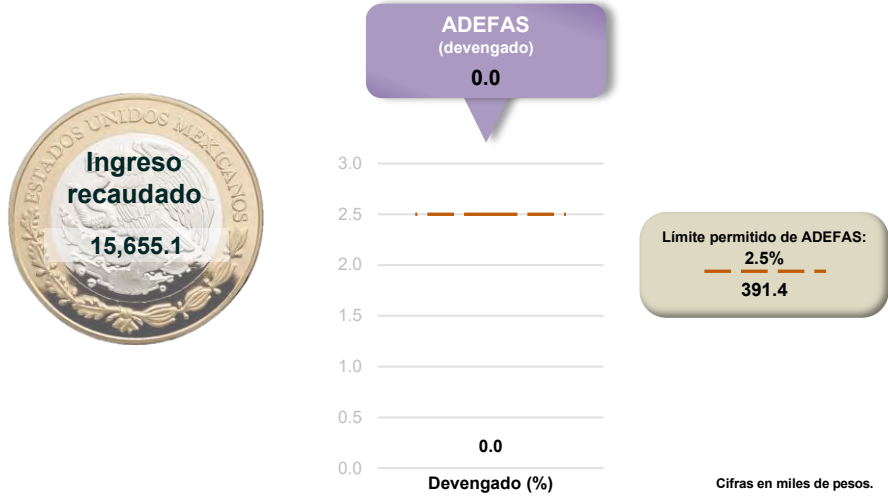 ADEFAS
(devengado)
0.0
ESTADOS UNIDOS MEXICANOS
Ingreso
recaudado
15,655.1
3.0
2.5
2.0
1.5
1.0
0.5
0.0
0.0
Devengado (%)
Límite permitido de ADEFAS:
2.5%
391.4
Cifras en miles de pesos.